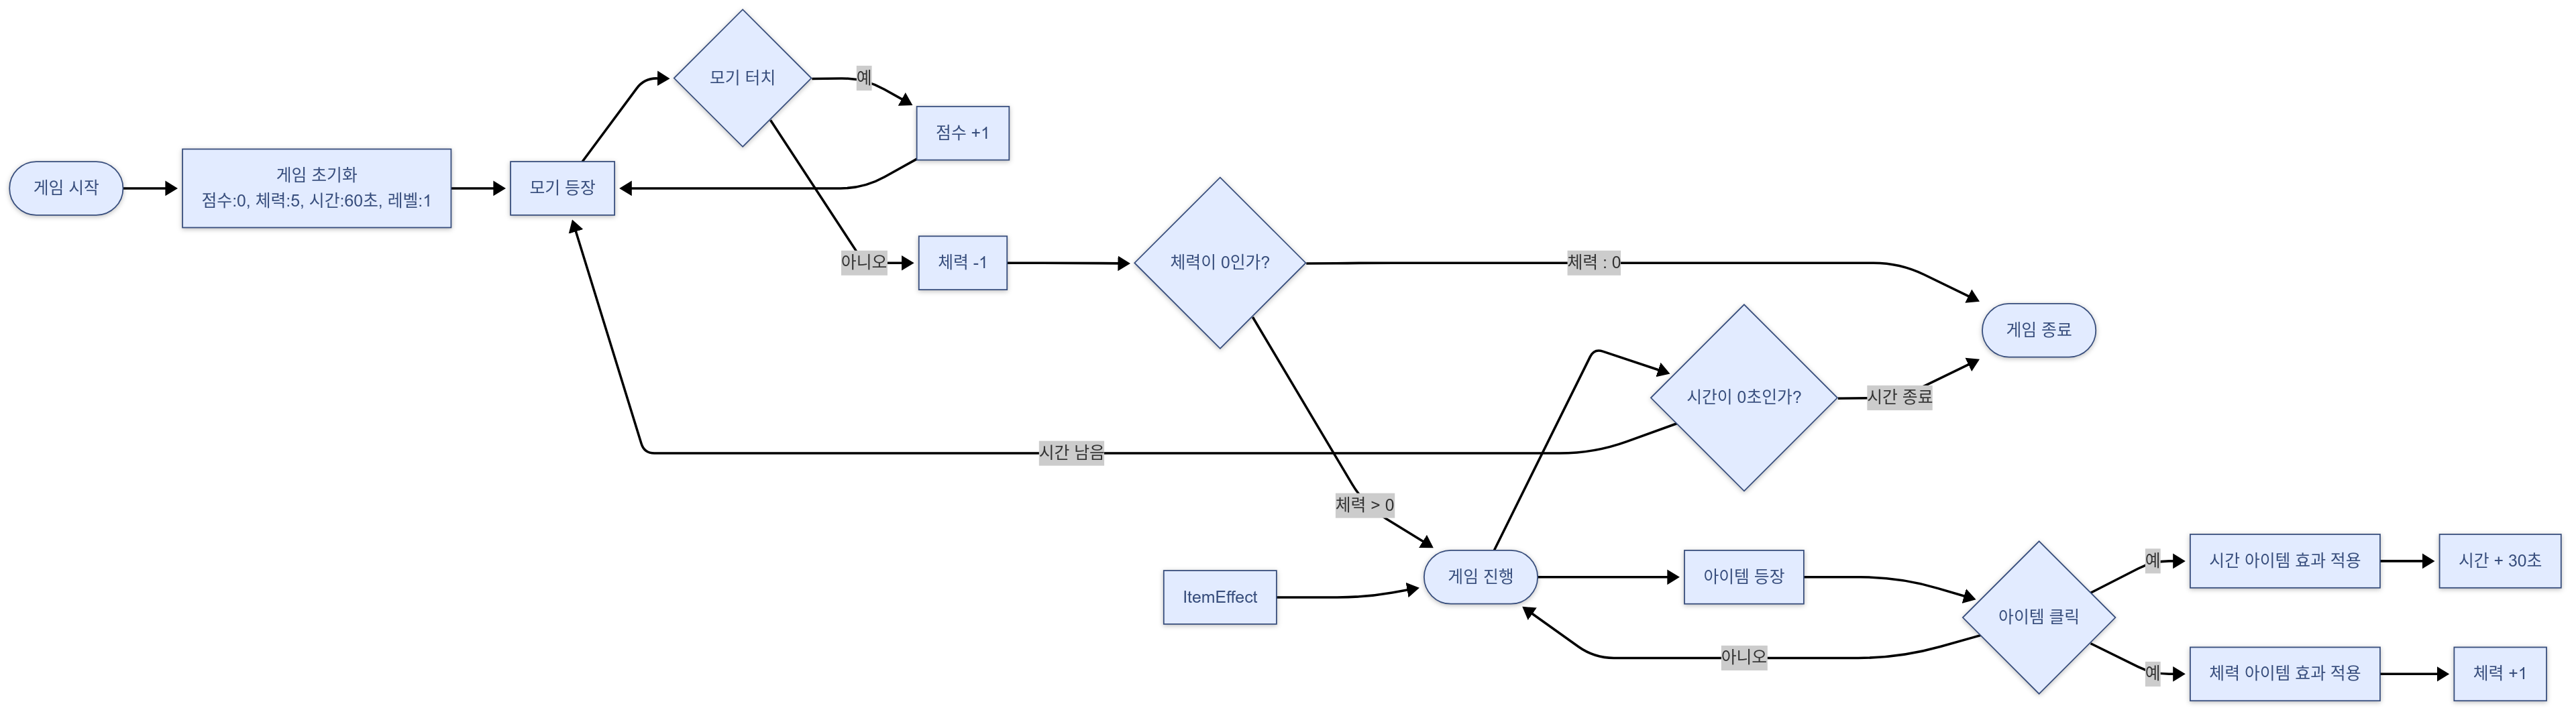 게임 시작
게임 초기화
점수:0, 체력:5, 시간:60초, 레벨:1
모기 등장
모기 터치
예
점수 +1
아니오
체력 -1
체력이 0인가?
체력 : 0
게임 종료
시간이 0초인가?
시간 종료
시간 남음
체력 > 0
ItemEffect
게임 진행
아이템 등장
아니오
아이템 클릭
예
시간 아이템 효과 적용
시간 + 30초
예
체력 아이템 효과 적용
체력 +1